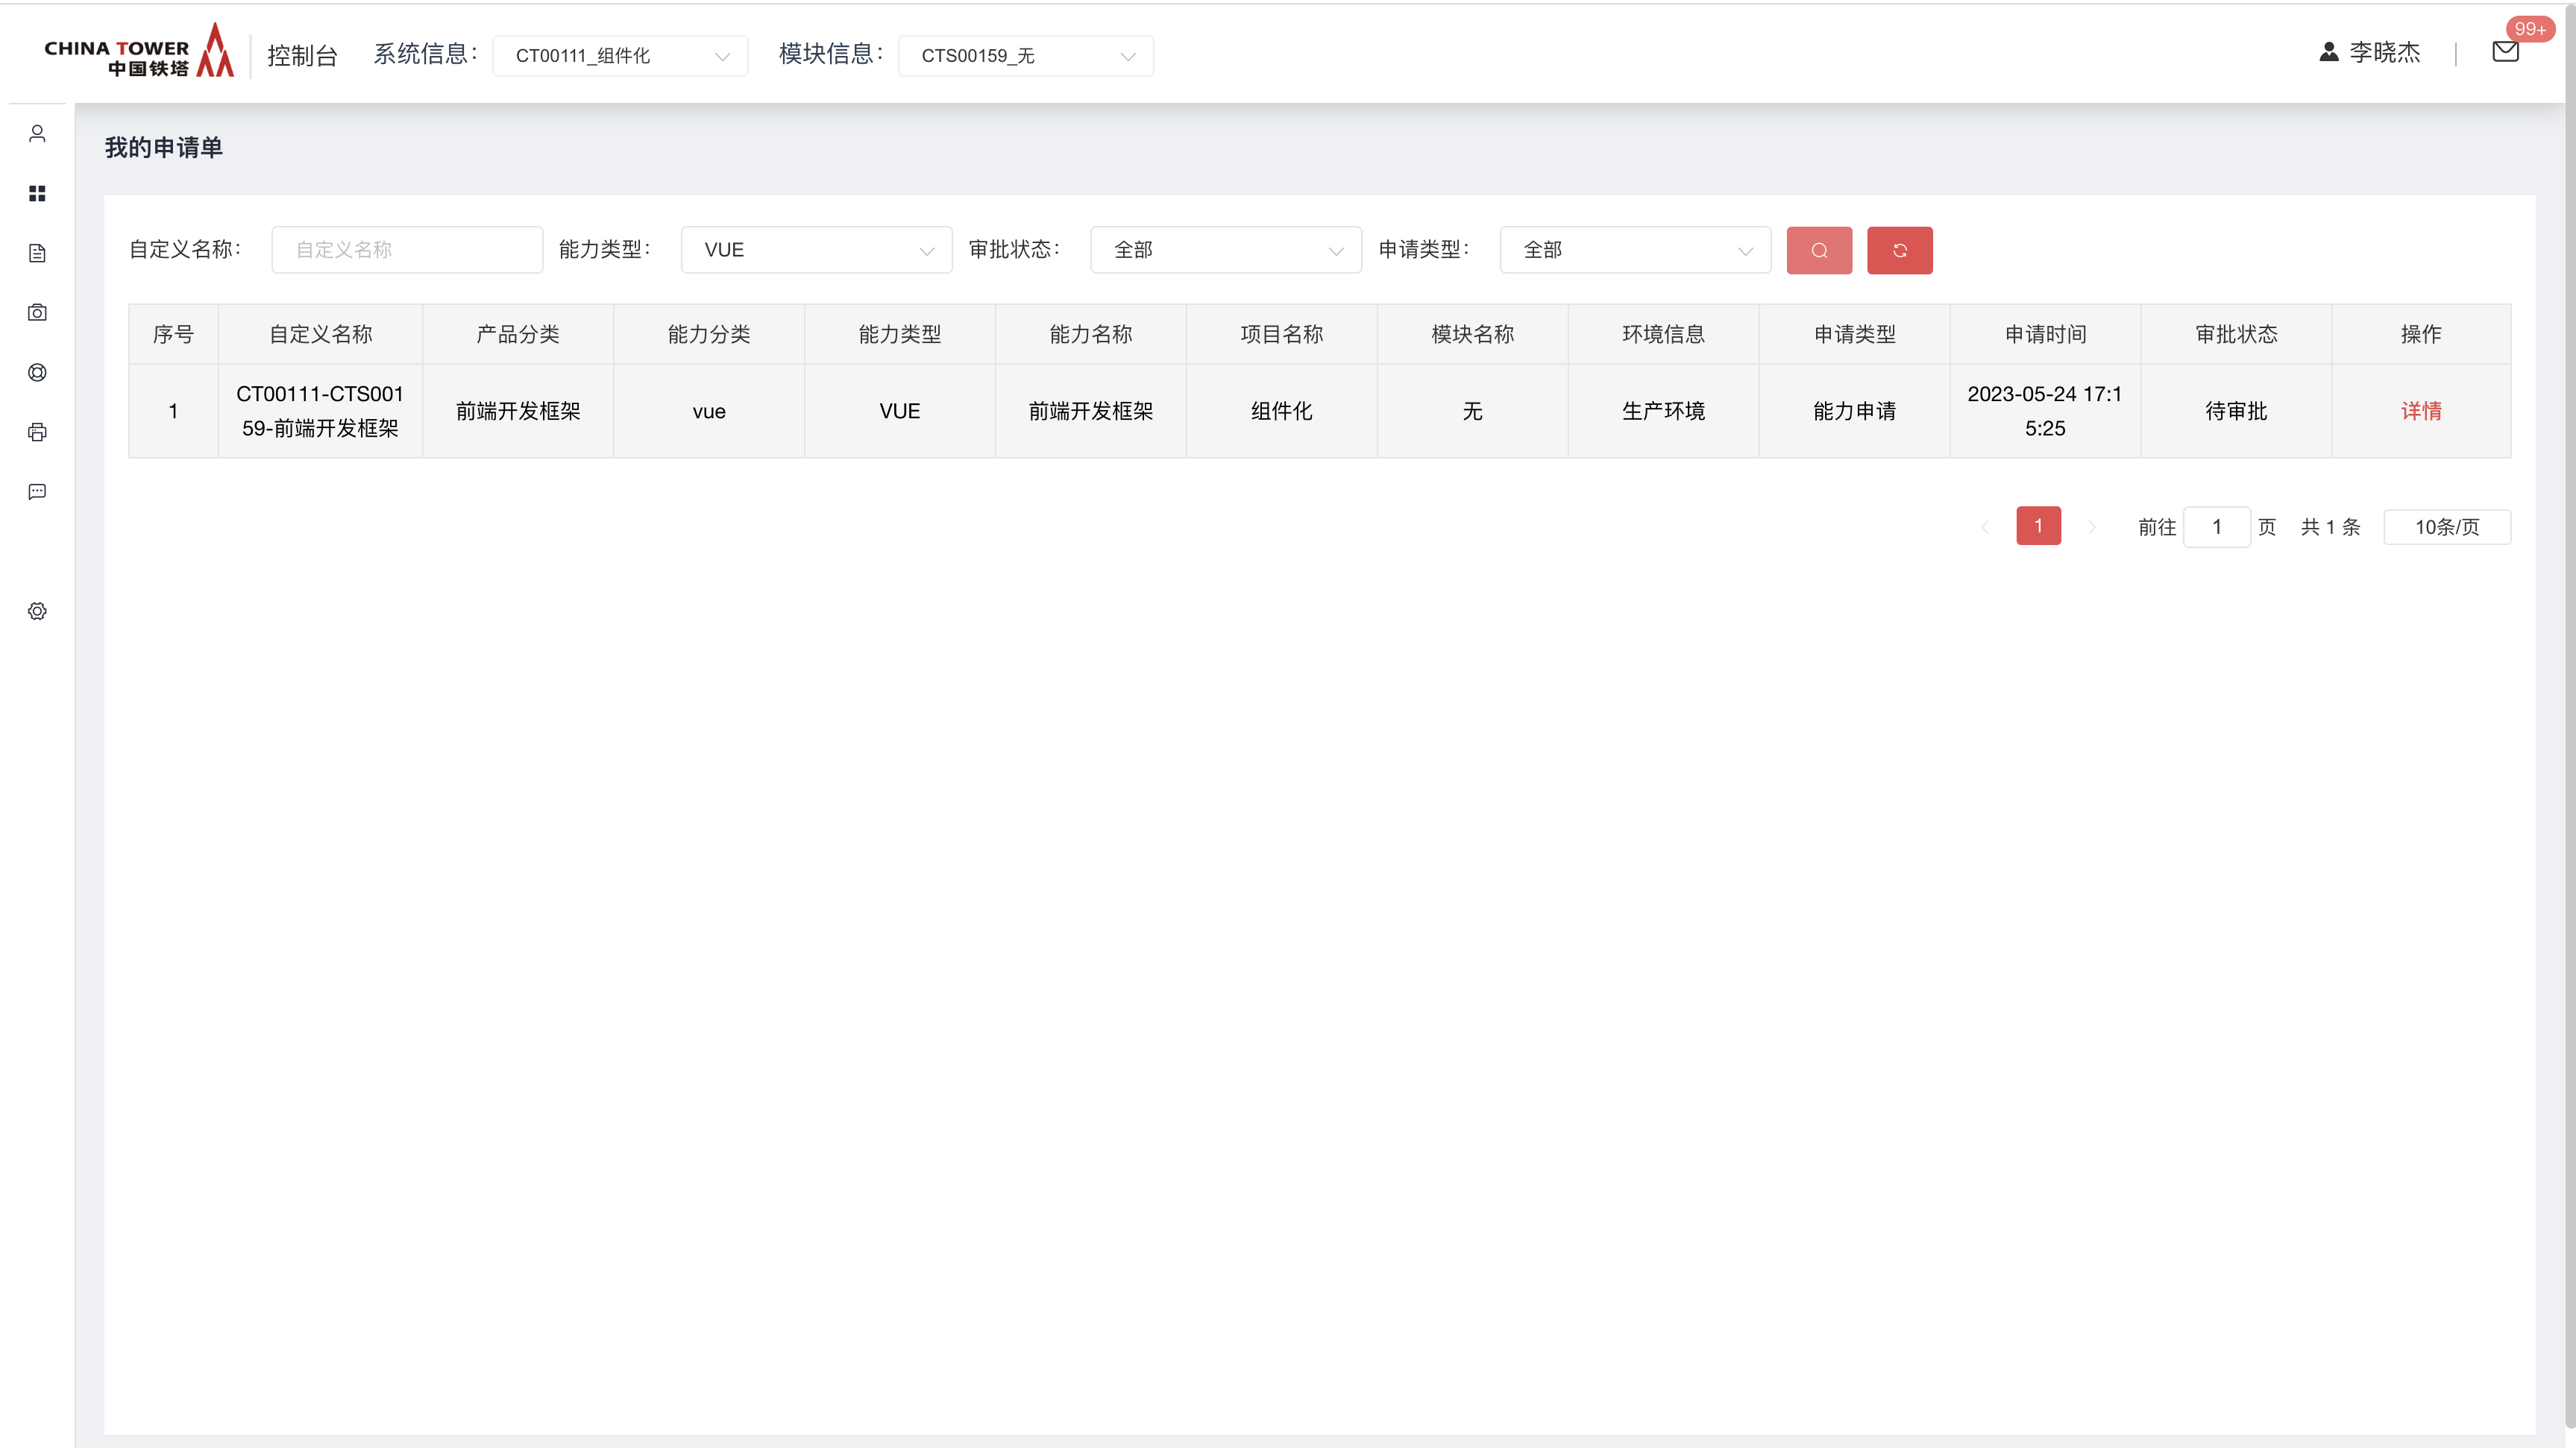 CHINA TOWER
中国铁塔
控制台
系统信息：
CT00111_组件化
模块信息：
CTS00159_无
李晓杰
99+
我的申请单
自定义名称：
自定义名称
能力类型：
VUE
审批状态：
全部
申请类型：
全部
序号
自定义名称
产品分类
能力分类
能力类型
能力名称
项目名称
模块名称
环境信息
申请类型
申请时间
审批状态
操作
1
CT00111-CTS001
59-前端开发框架
前端开发框架
vue
VUE
前端开发框架
组件化
无
生产环境
能力申请
2023-05-24 17:1
5:25
待审批
详情
1
前往
1
页
共 1 条
10条/页